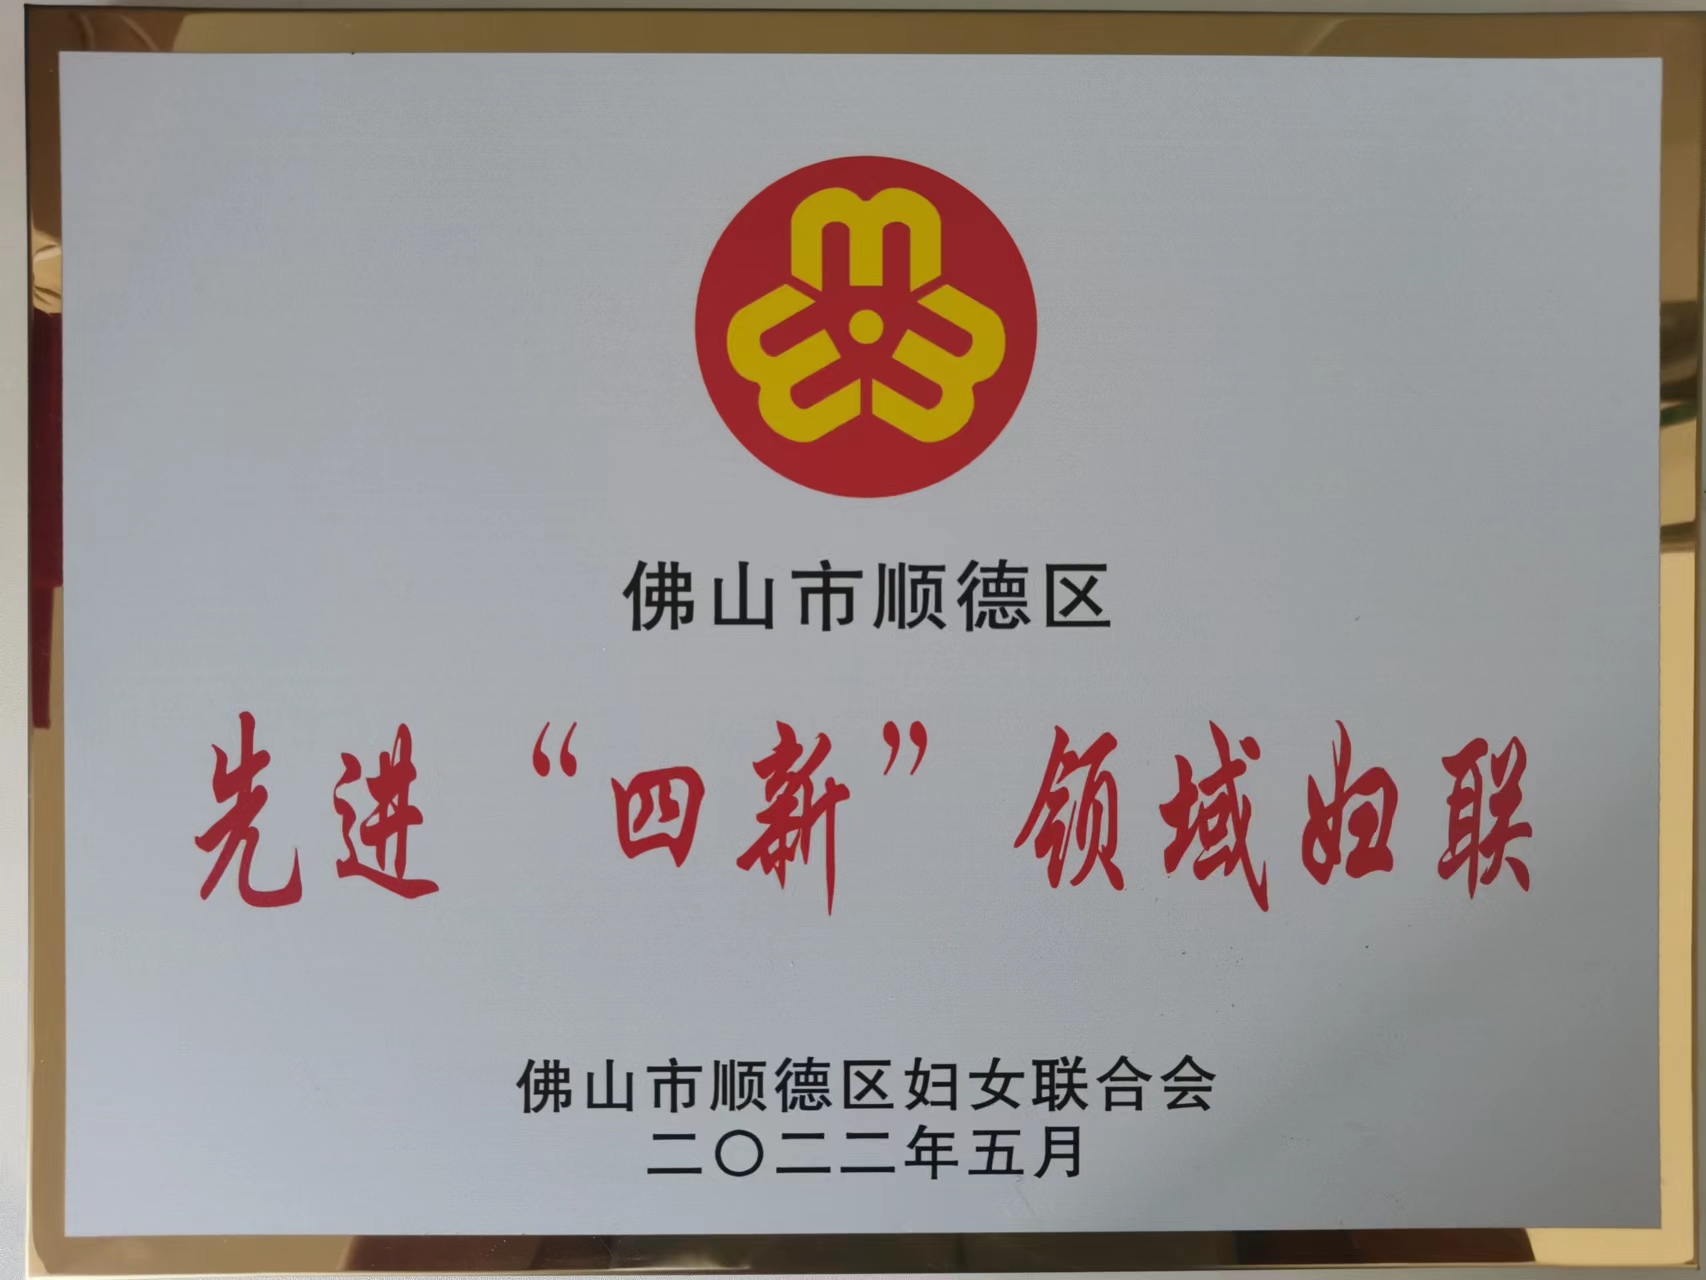 佛山市顺德区
先进“四新”领域妇联
佛山市顺德区妇女联合会
二〇二二年五月